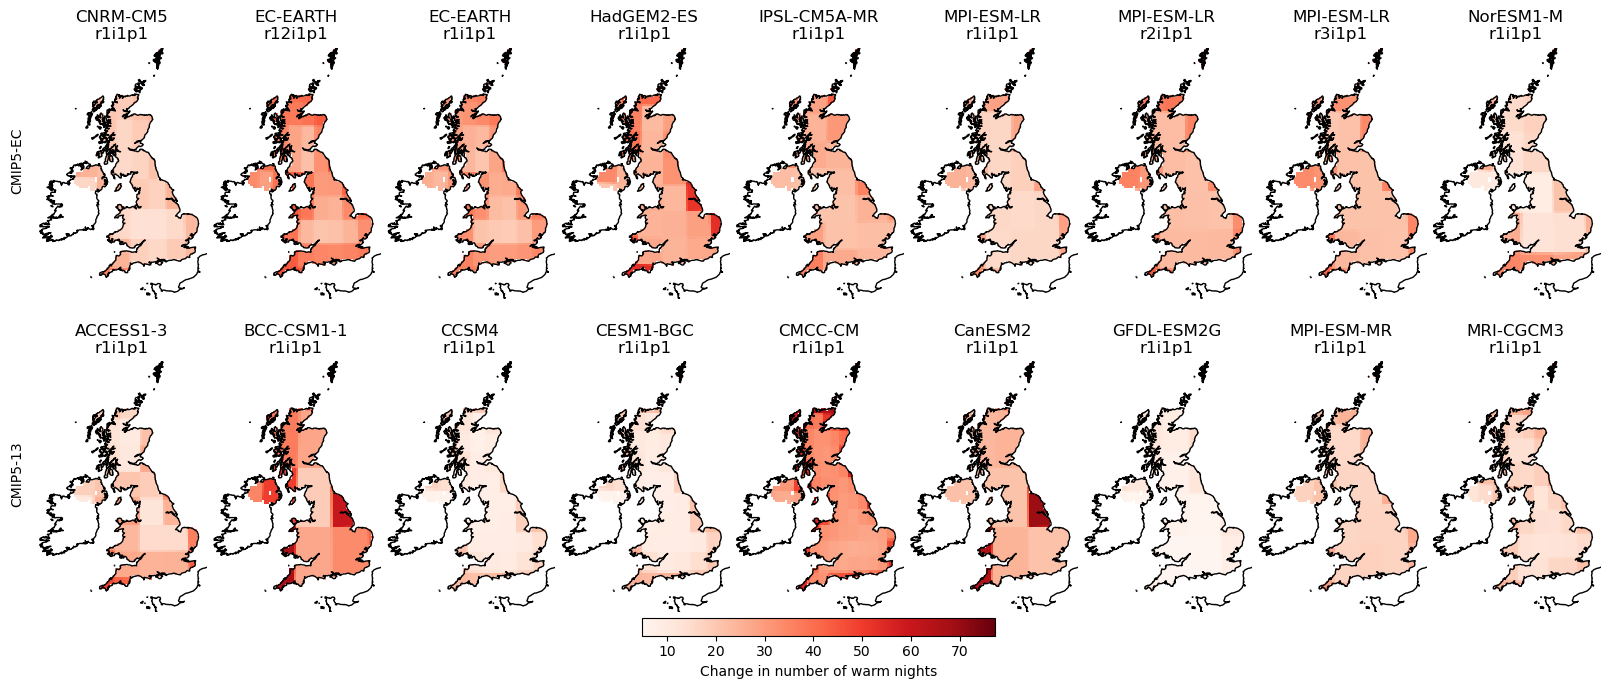 CNRM-CM5
r1i1p1
EC-EARTH
r12i1p1
EC-EARTH
r1i1p1
HadGEM2-ES
r1i1p1
IPSL-CM5A-MR
r1i1p1
MPI-ESM-LR
r1i1p1
MPI-ESM-LR
r2i1p1
MPI-ESM-LR
r3i1p1
NorESM1-M
r1i1p1
CMIP5-EC
ACCESS1-3
r1i1p1
BCC-CSM1-1
r1i1p1
CCSM4
r1i1p1
CESM1-BGC
r1i1p1
CMCC-CM
r1i1p1
CanESM2
r1i1p1
GFDL-ESM2G
r1i1p1
MPI-ESM-MR
r1i1p1
MRI-CGCM3
r1i1p1
CMIP5-13
10 20 30 40 50 60 70
Change in number of warm nights